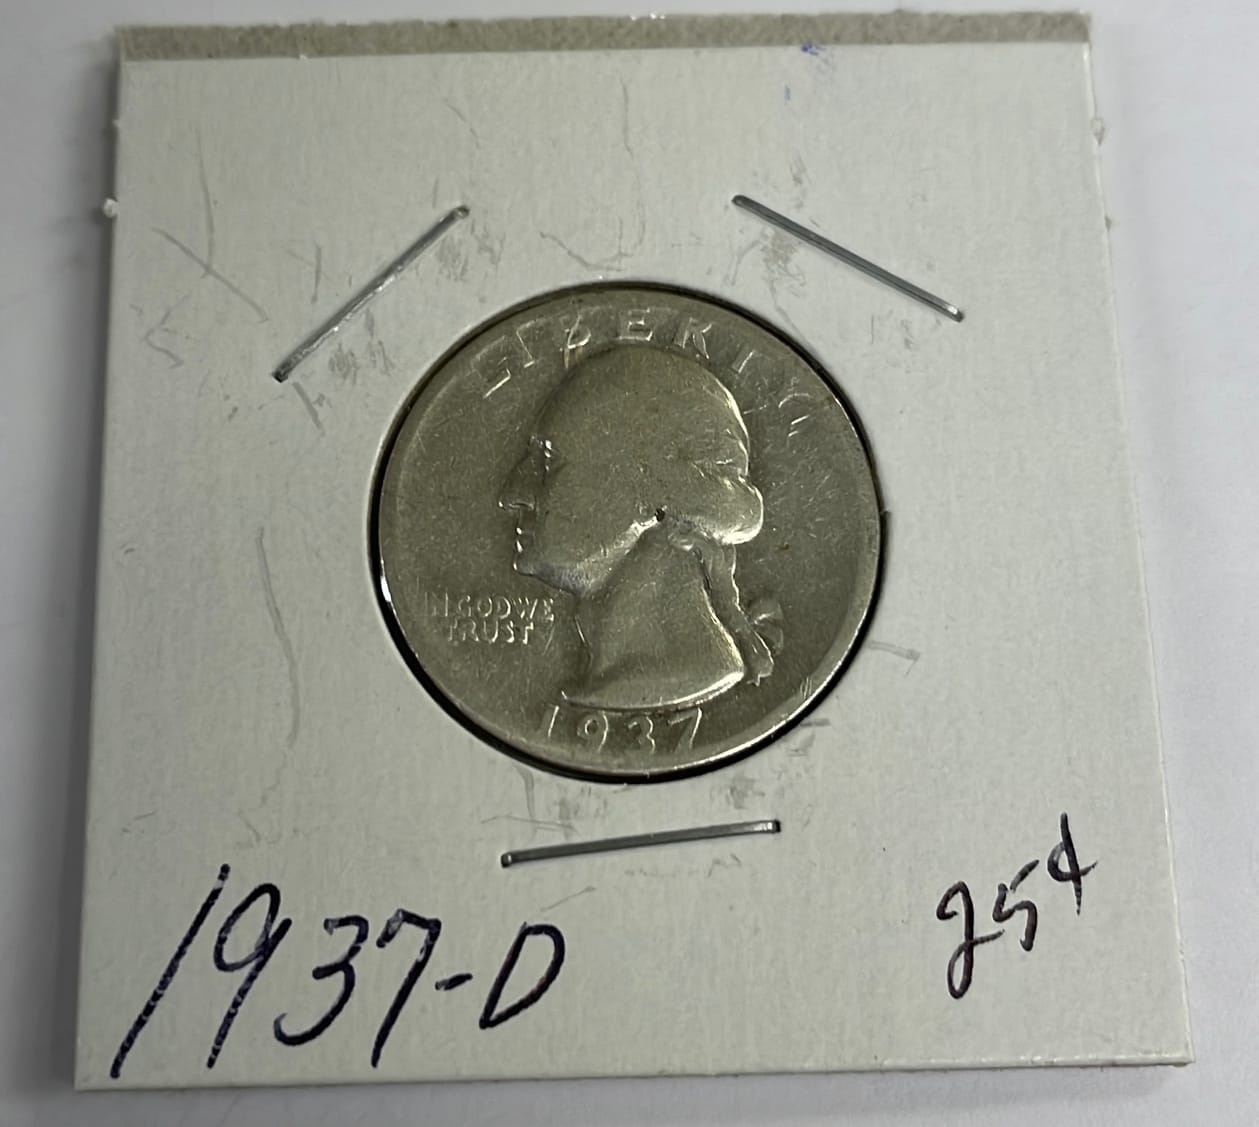 LIBERTY
IN GOD WE
TRUST
1937
1937-D
25¢